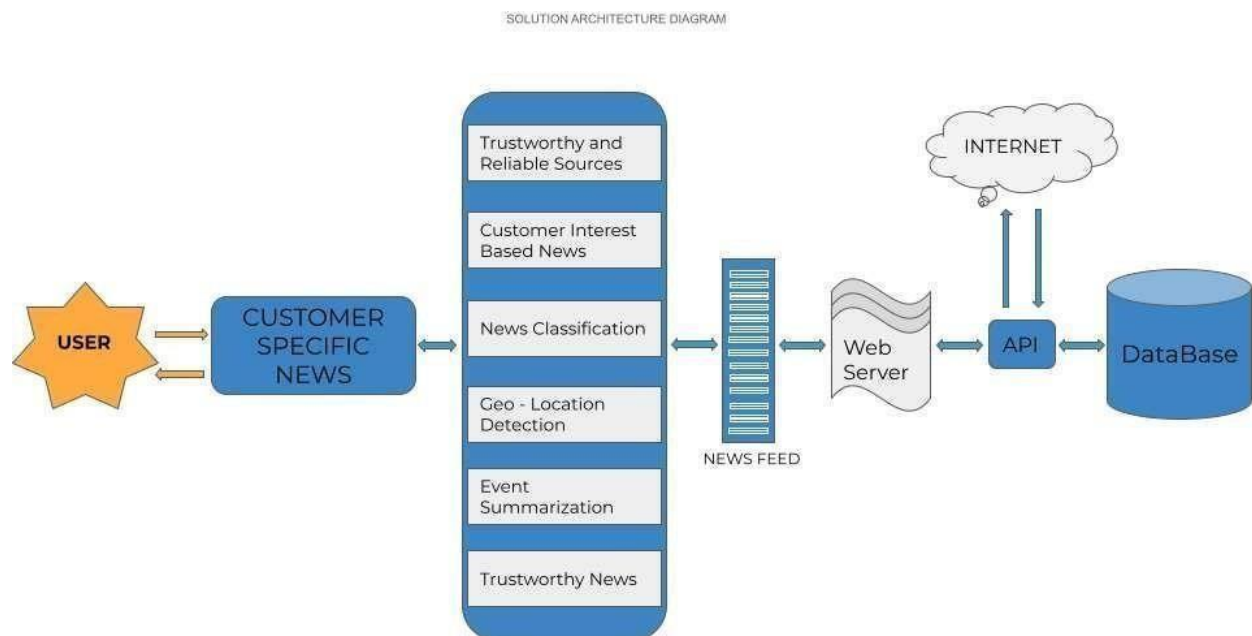 SOLUTION ARCHITECTURE DIAGRAM
USER
CUSTOMER
SPECIFIC
NEWS
Trustworthy and
Reliable Sources
Customer Interest
Based News
News Classification
Geo - Location
Detection
Event
Summarization
Trustworthy News
NEWS FEED
Web
Server
INTERNET
API
DataBase